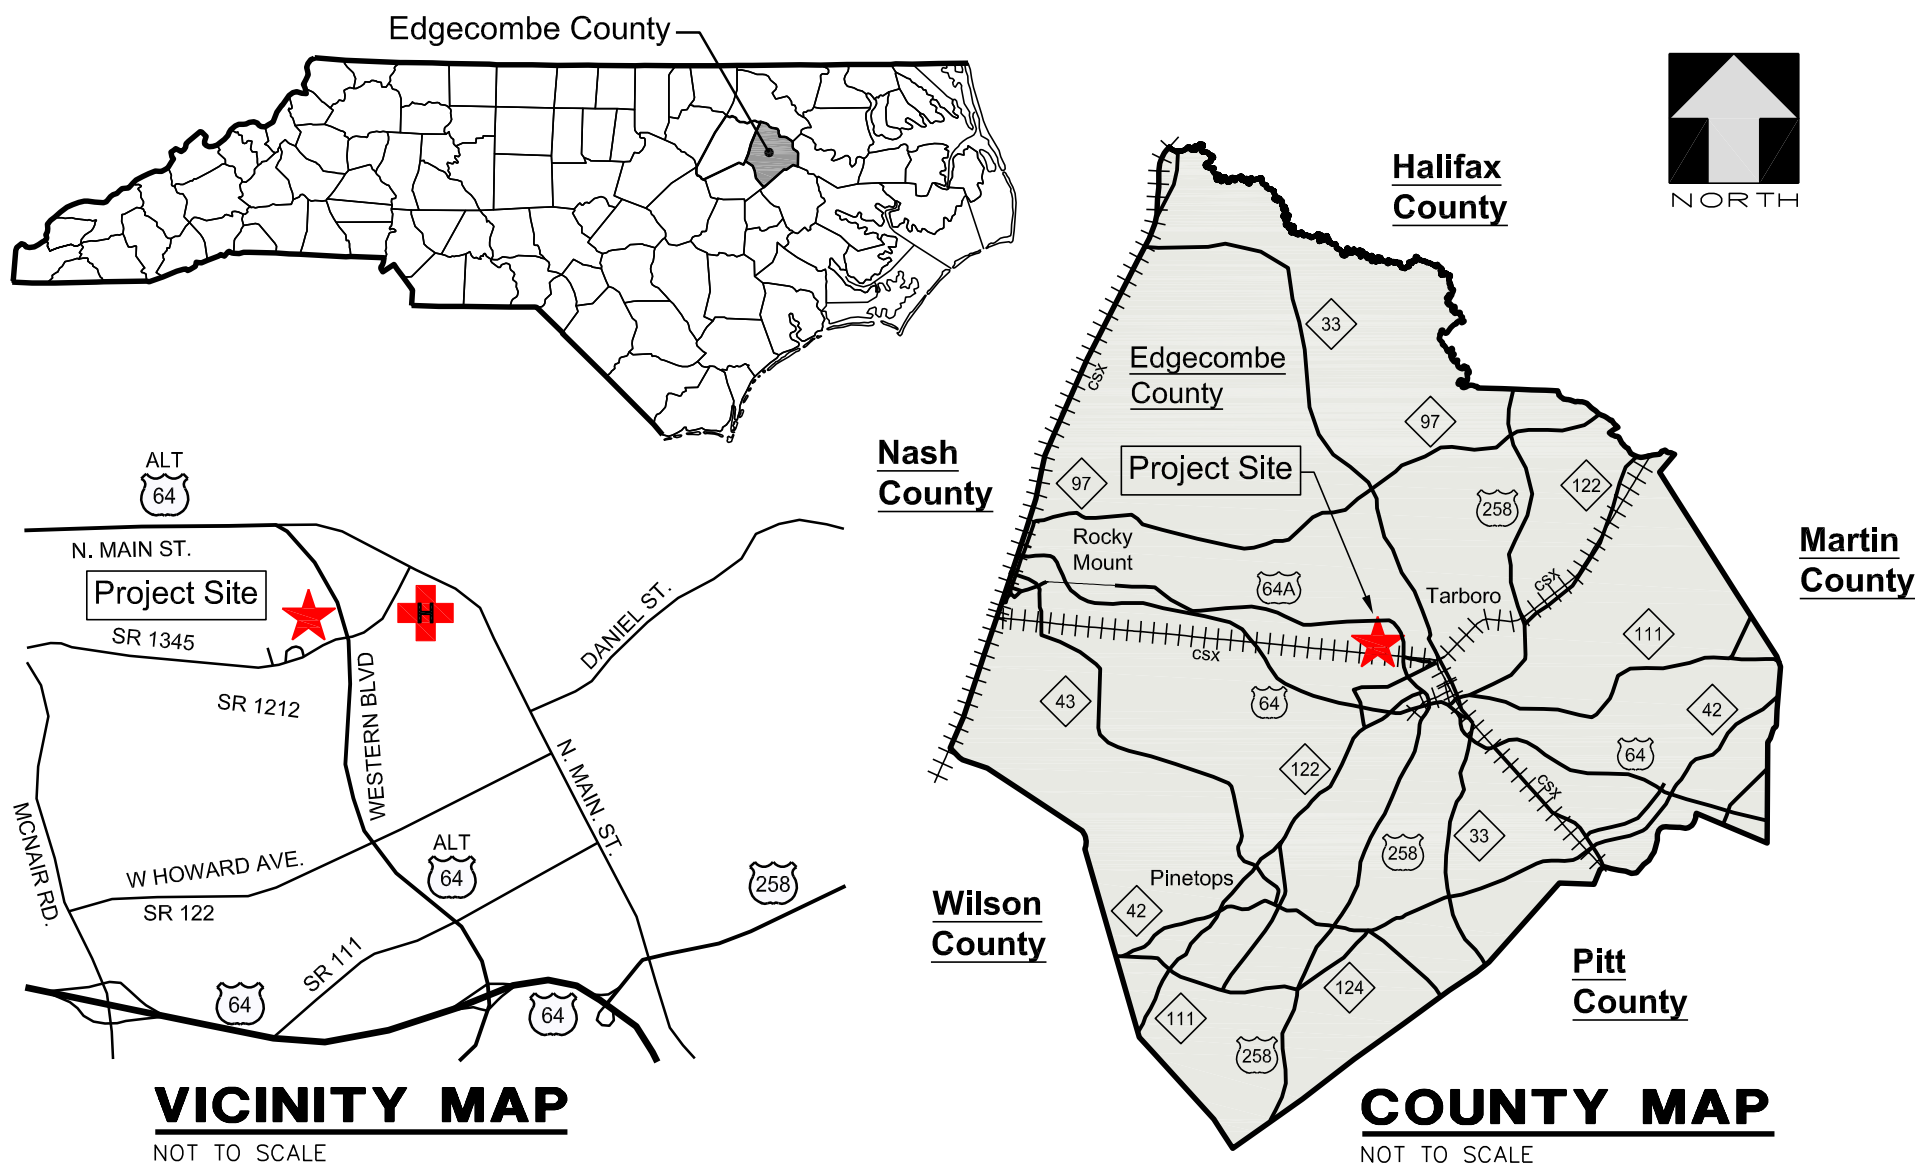 Edgecombe County
NORTH
Halifax
County
33
Edgecombe
County
csx
97
Nash
County
Project Site
97
122
258
Rocky
Mount
Martin
County
64A
Tarboro
csx
111
csx
43
64
42
64
122
csx
33
258
Pinetops
42
Wilson
County
Pitt
County
124
111
258
COUNTY MAP
NOT TO SCALE
ALT
64
N. MAIN ST.
Project Site
H
SR 1345
DANIEL ST.
SR 1212
WESTERN BLVD
N. MAIN. ST.
MCNAIR RD.
W HOWARD AVE.
SR 122
ALT
64
258
SR 111
64
64
VICINITY MAP
NOT TO SCALE